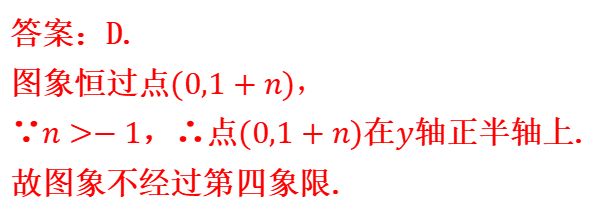 答案：D.
图象恒过点(0,1 + n)，
∵n >− 1，∴点(0,1 + n)在y轴正半轴上.
故图象不经过第四象限.